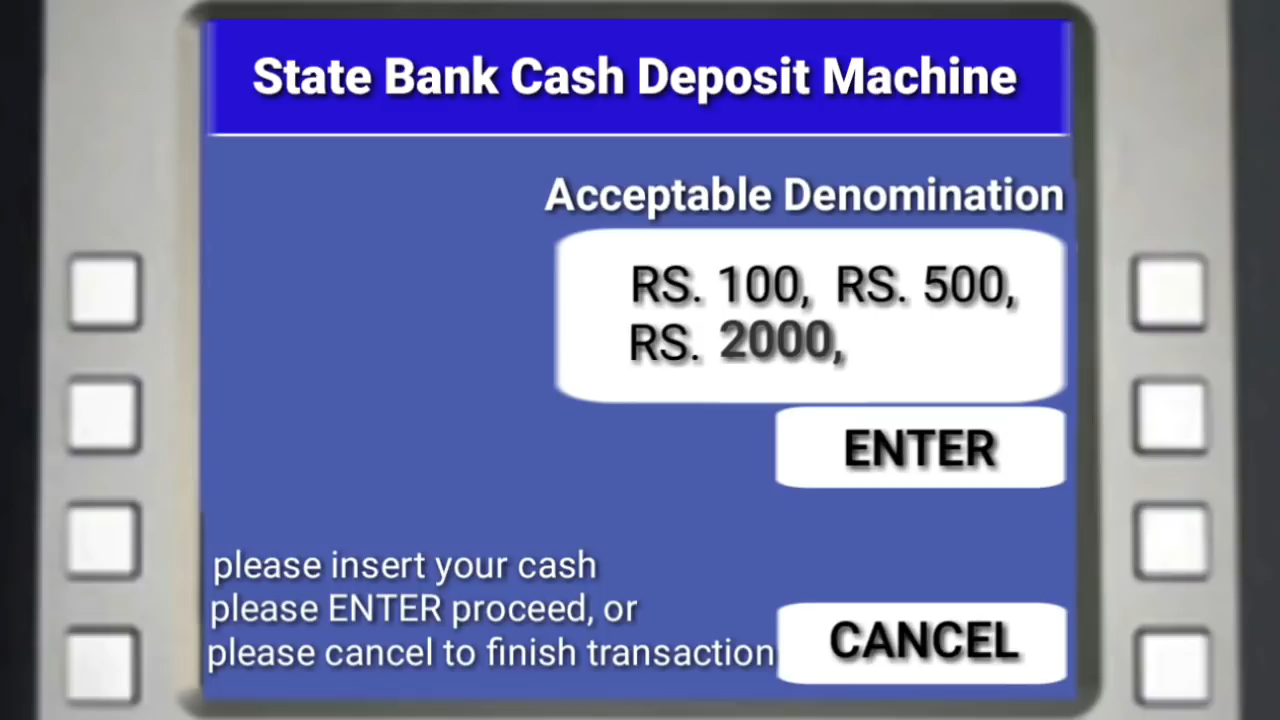 State Bank Cash Deposit Machine
Acceptable Denomination
RS. 100, RS. 500,
RS. 2000,
ENTER
please insert your cash
please ENTER proceed, or
please cancel to finish transaction
CANCEL